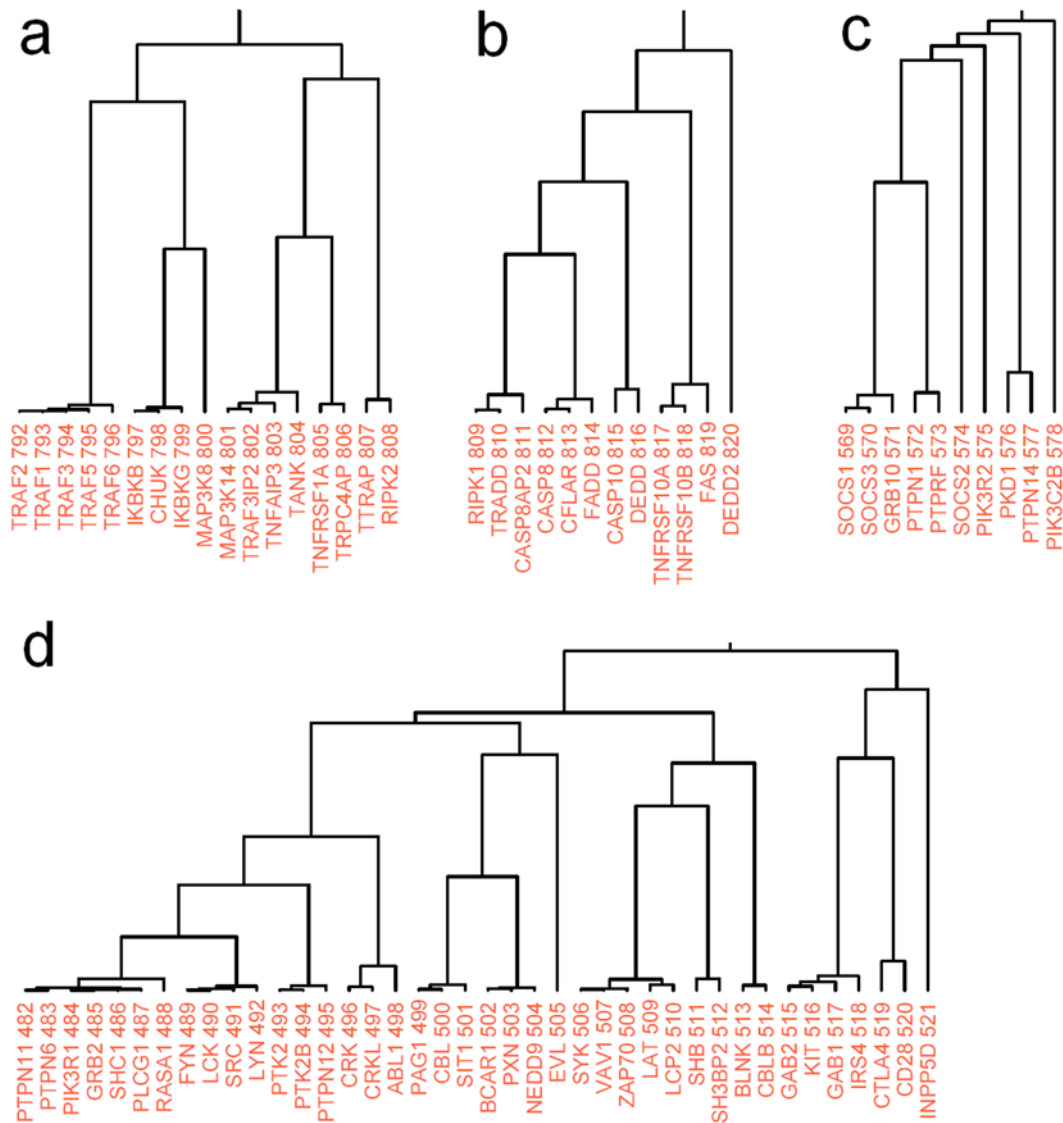 a
TRAF2 792
TRAF1 793
TRAF3 794
TRAF5 795
TRAF6 796
IKBKB 797
CHUK 798
IKBKG 799
MAP3K8 800
MAP3K14 801
TRAF3IP2 802
TNFAIP3 803
TANK 804
TNFRSF1A 805
TRPC4AP 806
TTRAP 807
RIPK2 808
b
RIPK1 809
TRADD 810
CASP8AP2 811
CASP8 812
CFLAR 813
FADD 814
CASP10 815
DEDD 816
TNFRSF10A 817
TNFRSF10B 818
FAS 819
DEDD2 820
c
SOCS1 569
SOCS3 570
GRB10 571
PTPN1 572
PTPRF 573
SOCS2 574
PIK3R2 575
PKD1 576
PTPN14 577
PIK3C2B 578
d
PTPN11 482
PTPN6 483
PIK3R1 484
GRB2 485
SHC1 486
PLCG1 487
RASA1 488
FYN 489
LCK 490
SRC 491
LYN 492
PTK2 493
PTK2B 494
PTPN12 495
CRK 496
CRKL 497
ABL1 498
PAG1 499
CBL 500
SIT1 501
BCAR1 502
PXN 503
NEDD9 504
EVL 505
SYK 506
VAV1 507
ZAP70 508
LAT 509
LCP2 510
SHB 511
SH3BP2 512
BLNK 513
CBLB 514
GAB2 515
KIT 516
GAB1 517
IRS4 518
CTLA4 519
CD28 520
INPP5D 521